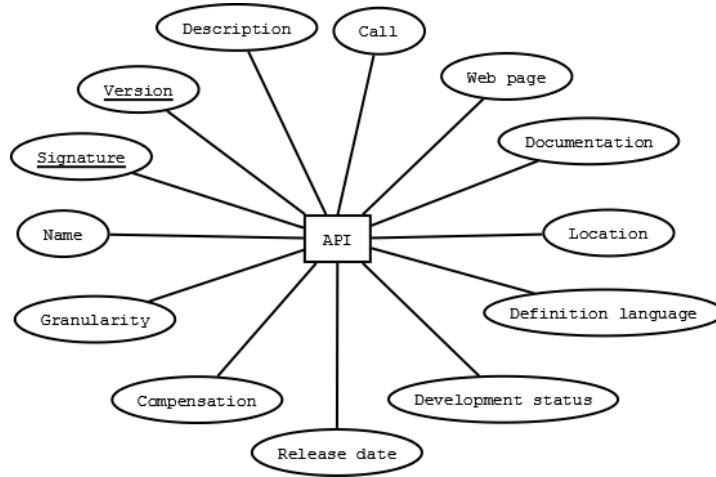 Description
Call
Version
Web page
Signature
Documentation
Name
API
Location
Granularity
Definition language
Compensation
Development status
Release date